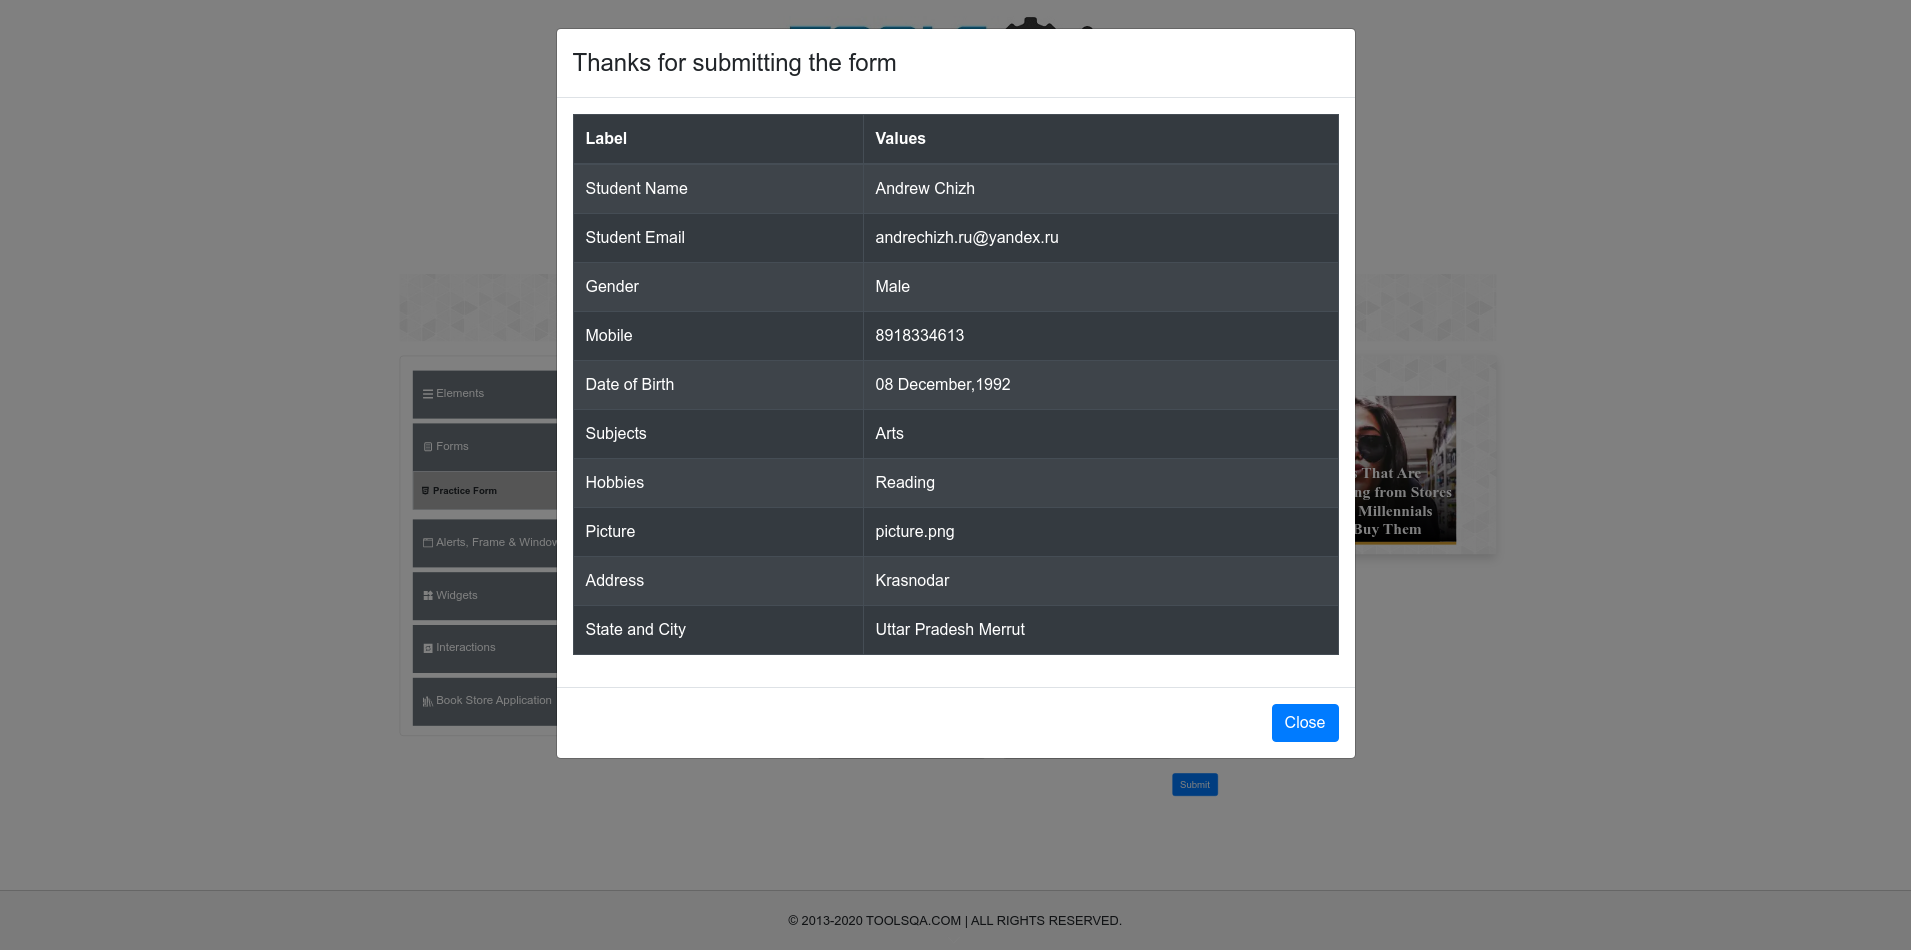 Thanks for submitting the form
Label Values
Student Name Andrew Chizh
Student Email andrechizh.ru@yandex.ru
Gender Male
Mobile 8918334613
Date of Birth 08 December,1992
Subjects Arts
Hobbies Reading
Picture picture.png
Address Krasnodar
State and City Uttar Pradesh Merrut
Close
Elements
Forms
Practice Form
Alerts, Frame &
Widgets
Interactions
Book Store Application
That Are
from Stores
Millennials
Buy Them
Submit
© 2013-2020 TOOLSQA.COM | ALL RIGHTS RESERVED.